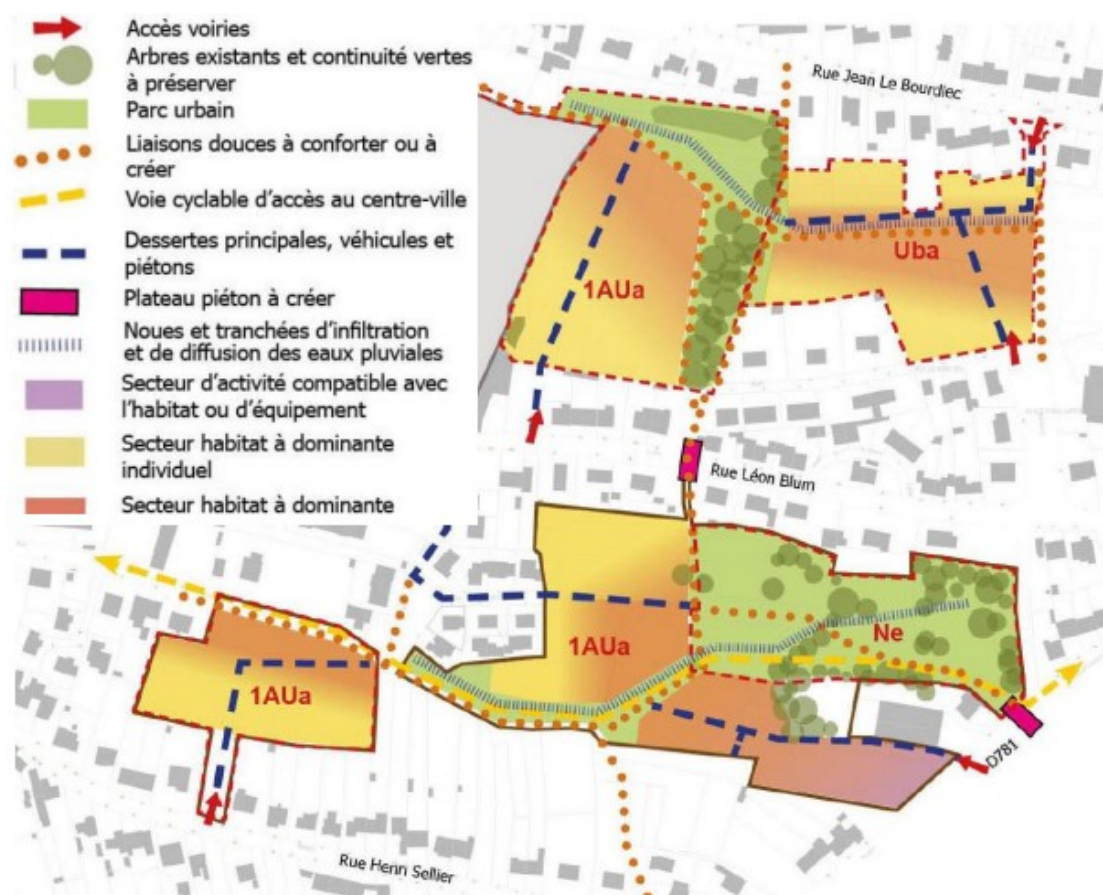 Accès voiries
Arbres existants et continuité vertes
à préserver
Parc urbain
Liaisons douces à conforter ou à
créer
Voie cyclable d'accès au centre-ville
Dessertes principales, véhicules et
piétons
Plateau piéton à créer
Noues et tranchées d'infiltration
et de diffusion des eaux pluviales
Secteur d'activité compatible avec
l'habitat ou d'équipement
Secteur habitat à dominante
individuel
Secteur habitat à dominante
Rue Jean Le Bourdiec
Uba
1AUa
Rue Léon Blum
1AUa
Ne
1AUa
D781
Rue Henri Sellier